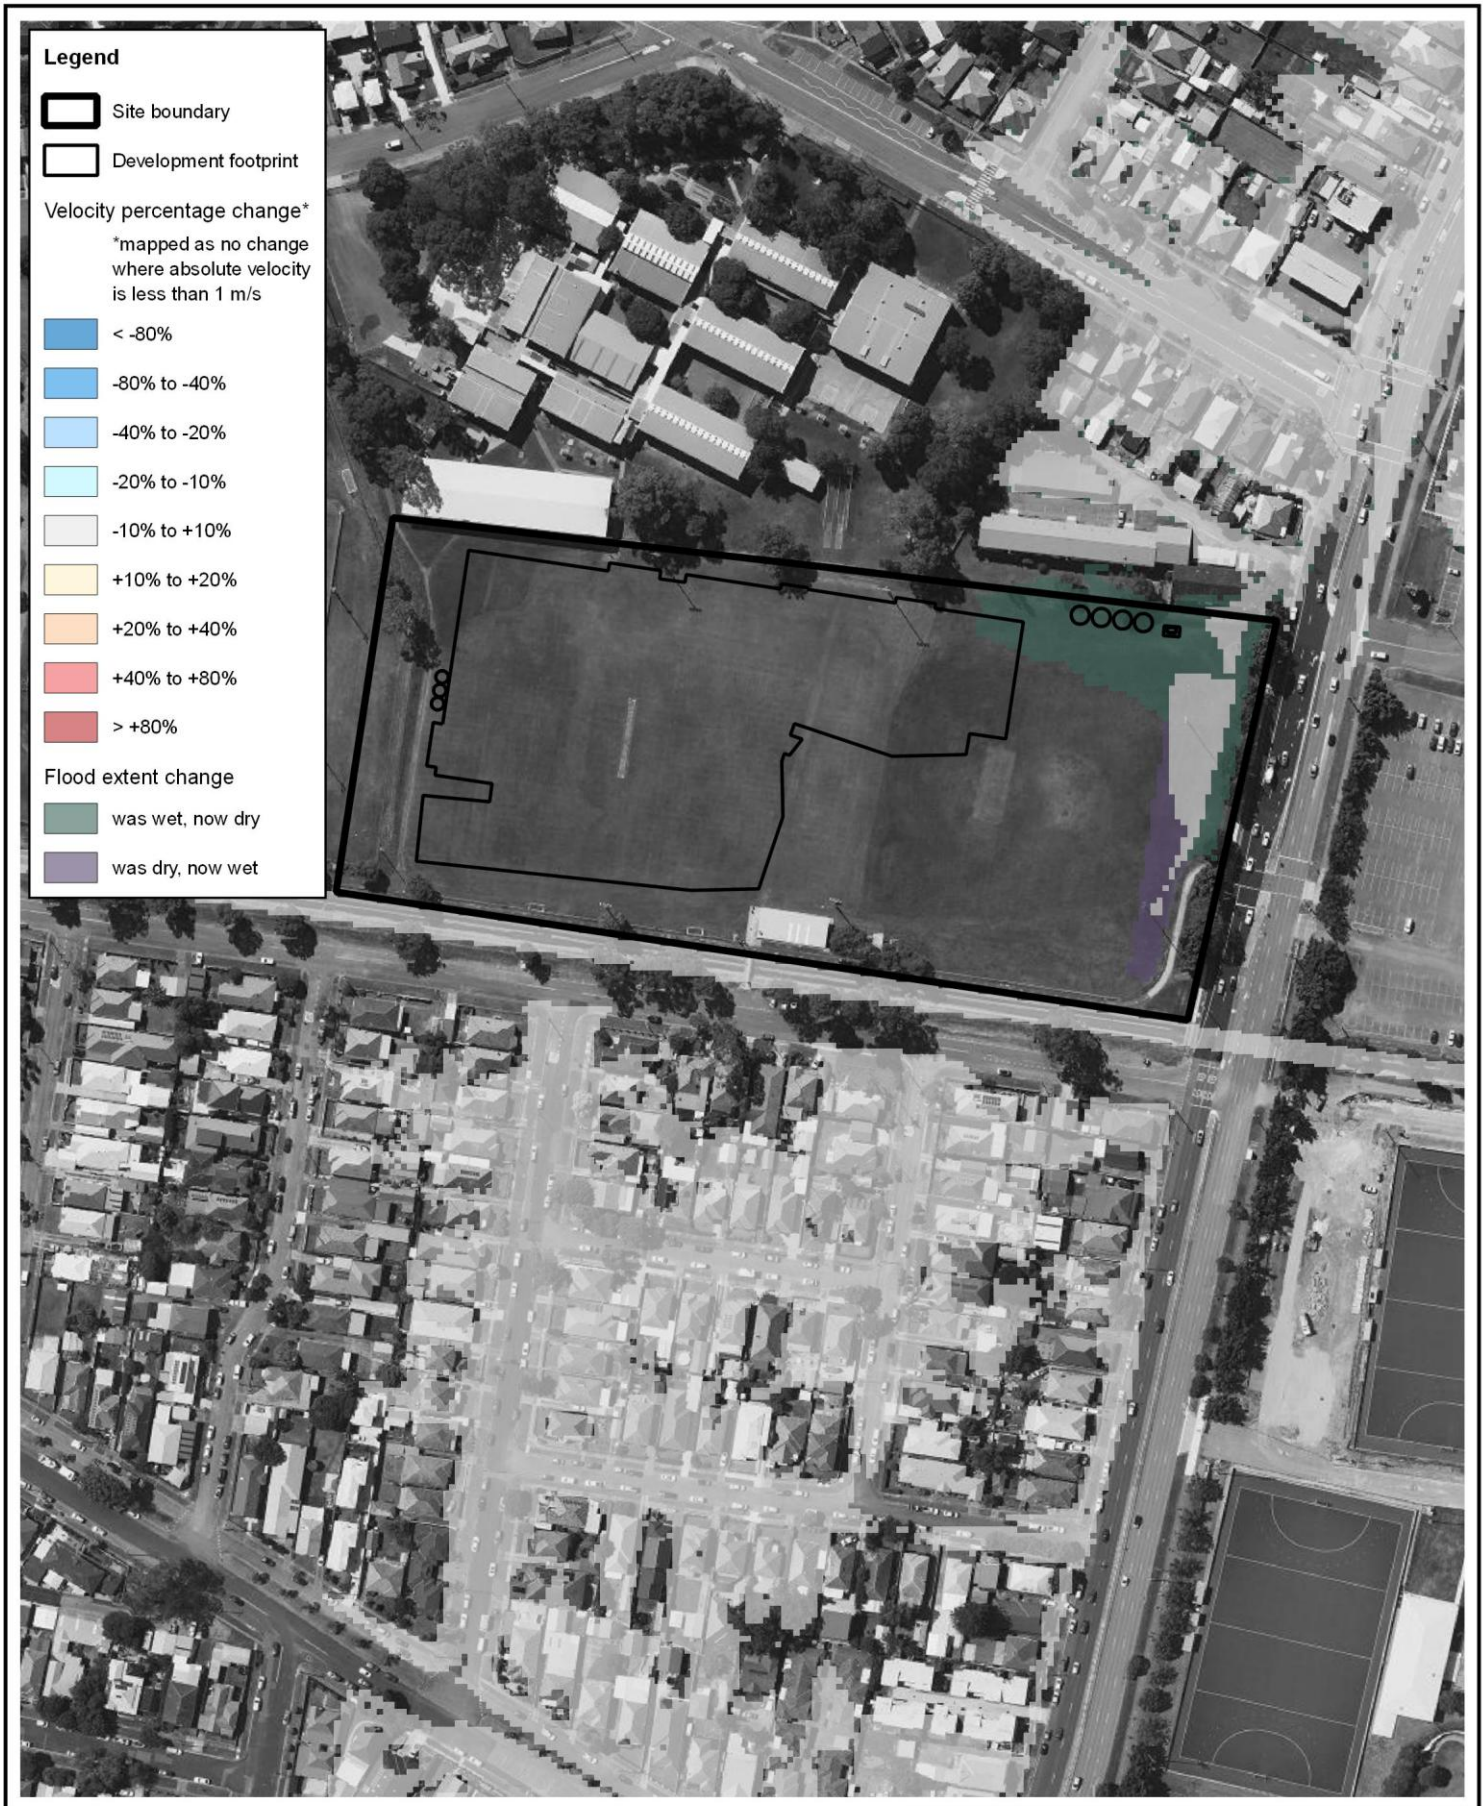 Legend
Site boundary
Development footprint
Velocity percentage change*
*mapped as no change
where absolute velocity
is less than 1 m/s
< -80%
-80% to -40%
-40% to -20%
-20% to -10%
-10% to +10%
+10% to +20%
+20% to +40%
+40% to +80%
> +80%
Flood extent change
was wet, now dry
was dry, now wet